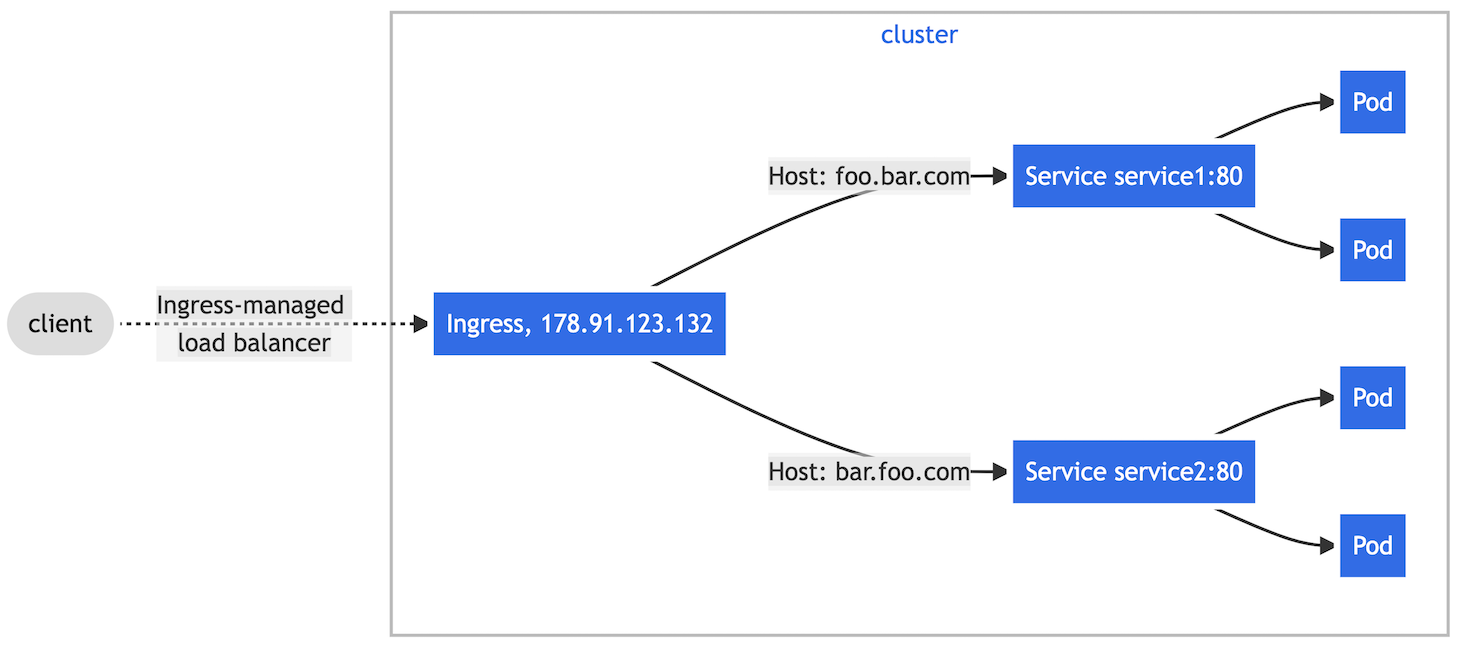 cluster
client
Ingress-managed
load balancer
Ingress, 178.91.123.132
Host: foo.bar.com
Service service1:80
Pod
Pod
Host: bar.foo.com
Service service2:80
Pod
Pod